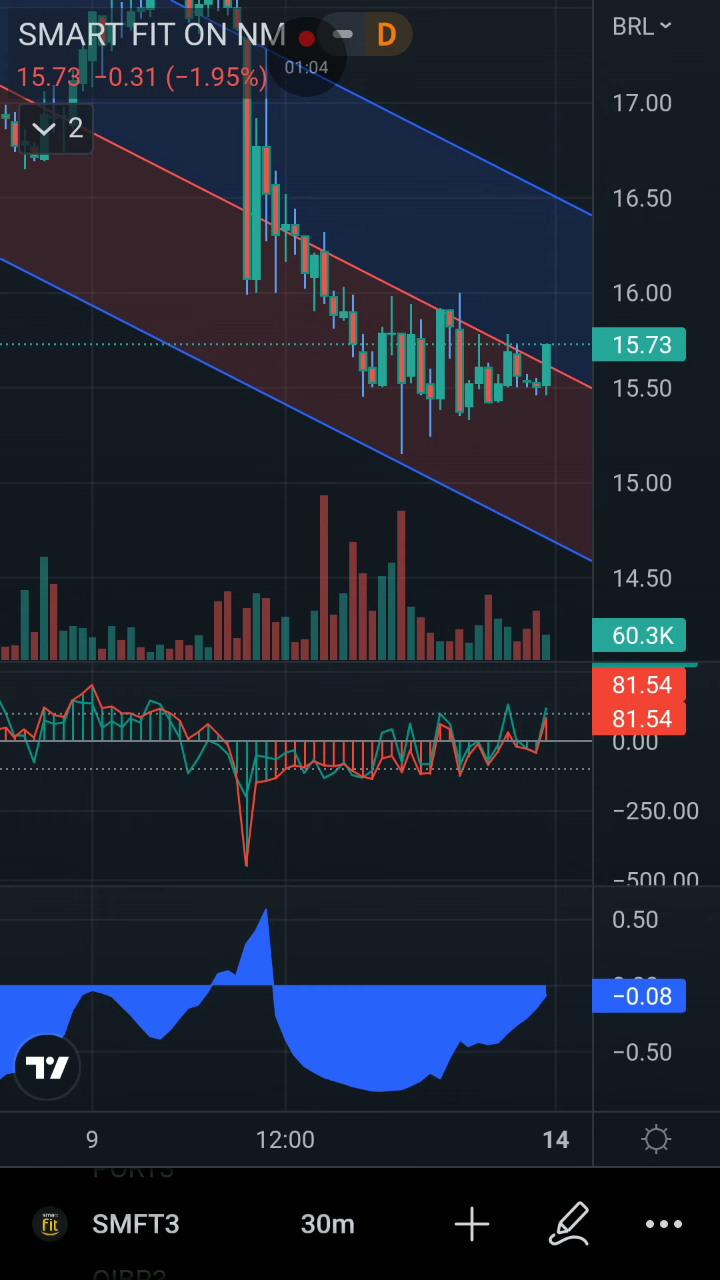 SMART FIT ON NM D BRL
01:04
15.73 −0.31 (−1.95%)
2
17.00
16.50
16.00
15.73
15.50
15.00
14.50
60.3K
81.54
81.54
0.00
−250.00
−500.00
0.50
−0.08
−0.50
9 12:00 14
smart
fit SMFT3 30m